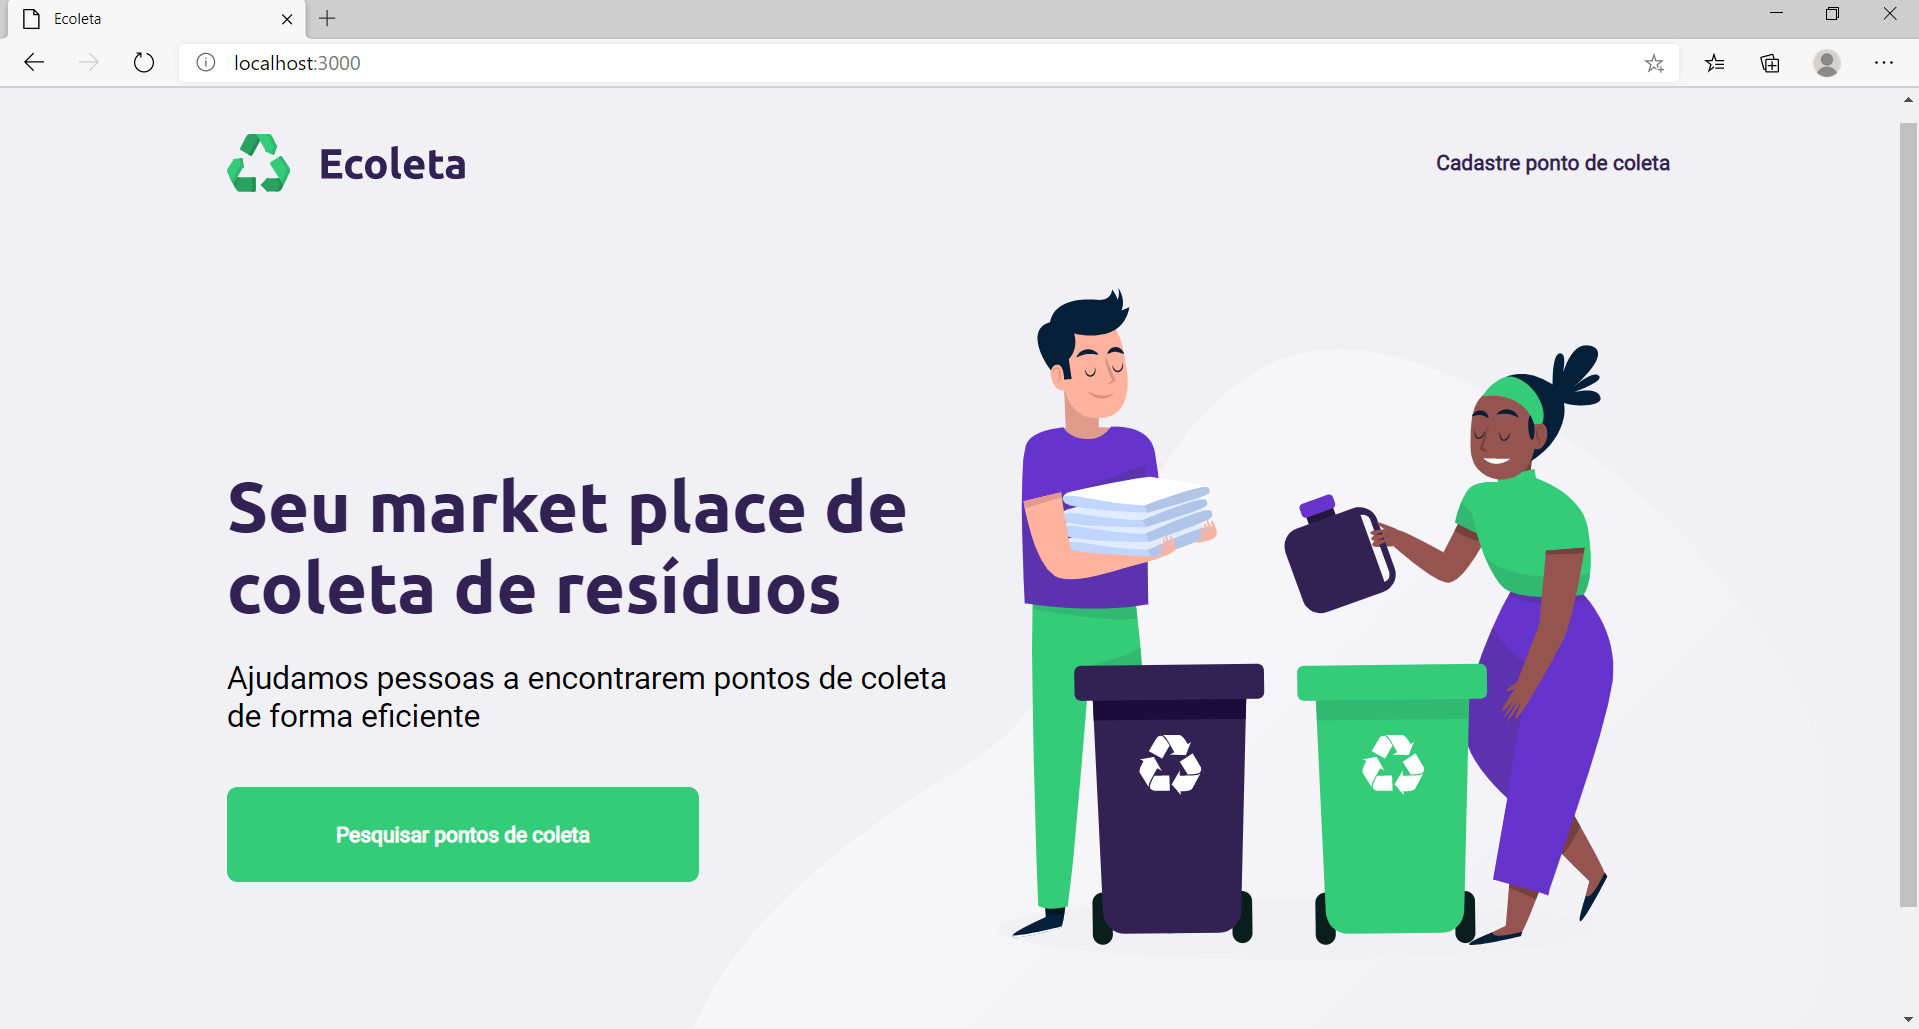 Ecoleta
localhost:3000
Ecoleta
Cadastre ponto de coleta
Seu market place de
coleta de resíduos
Ajudamos pessoas a encontrarem pontos de coleta
de forma eficiente
Pesquisar pontos de coleta